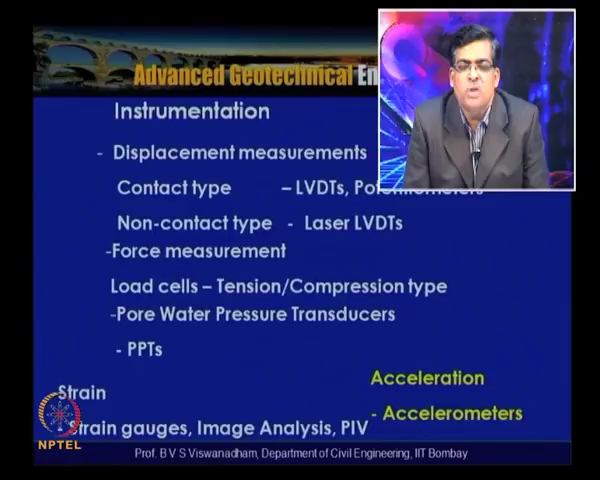 Advanced Geotechnical En
Instrumentation
- Displacement measurements
Contact type – LVDTs,
Non-contact type - Laser LVDTs
-Force measurement
Load cells – Tension/Compression type
-Pore Water Pressure Transducers
- PPTs
Acceleration
Strain
- Accelerometers
Strain gauges, Image Analysis, PIV
NPTEL
Prof. B V S Viswanadham, Department of Civil Engineering, IIT Bombay